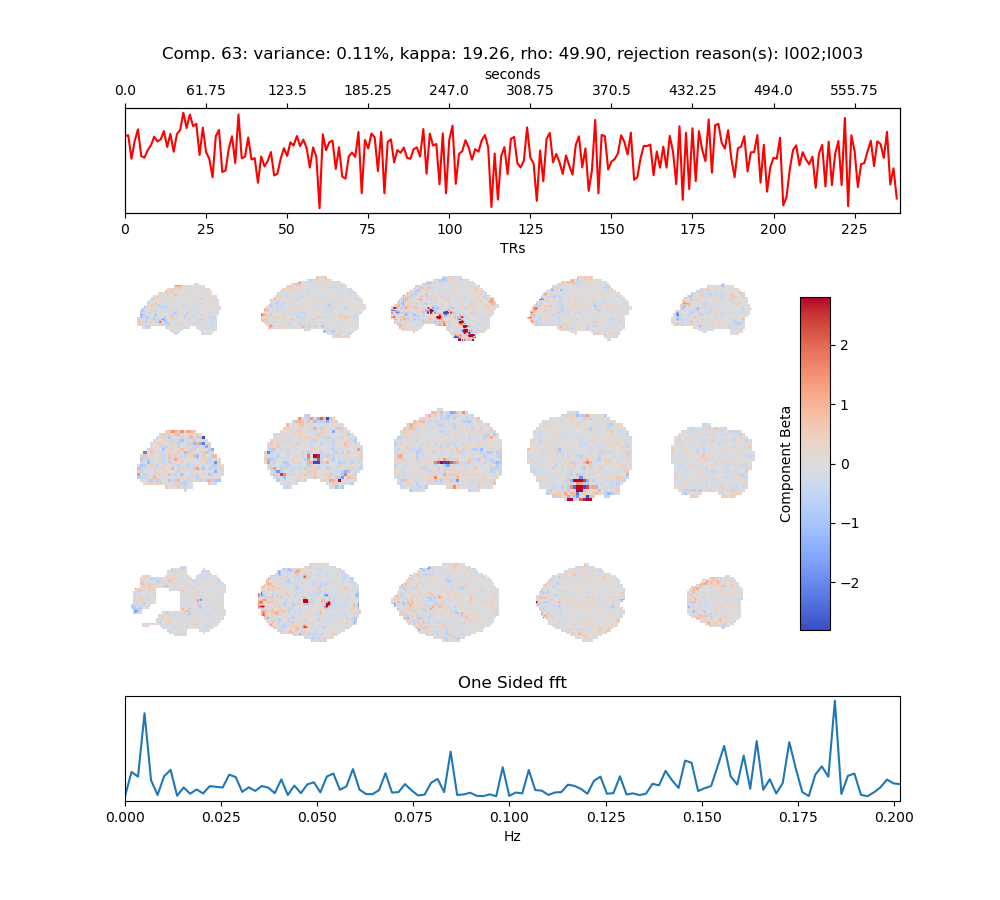 Comp. 63: variance: 0.11%, kappa: 19.26, rho: 49.90, rejection reason(s): I002;I003
seconds
0.0 61.75 123.5 185.25 247.0 308.75 370.5 432.25 494.0 555.75
0 25 50 75 100 125 150 175 200 225
TRs
2
1
0
−1
−2
Component Beta
One Sided fft
0.000 0.025 0.050 0.075 0.100 0.125 0.150 0.175 0.200
Hz